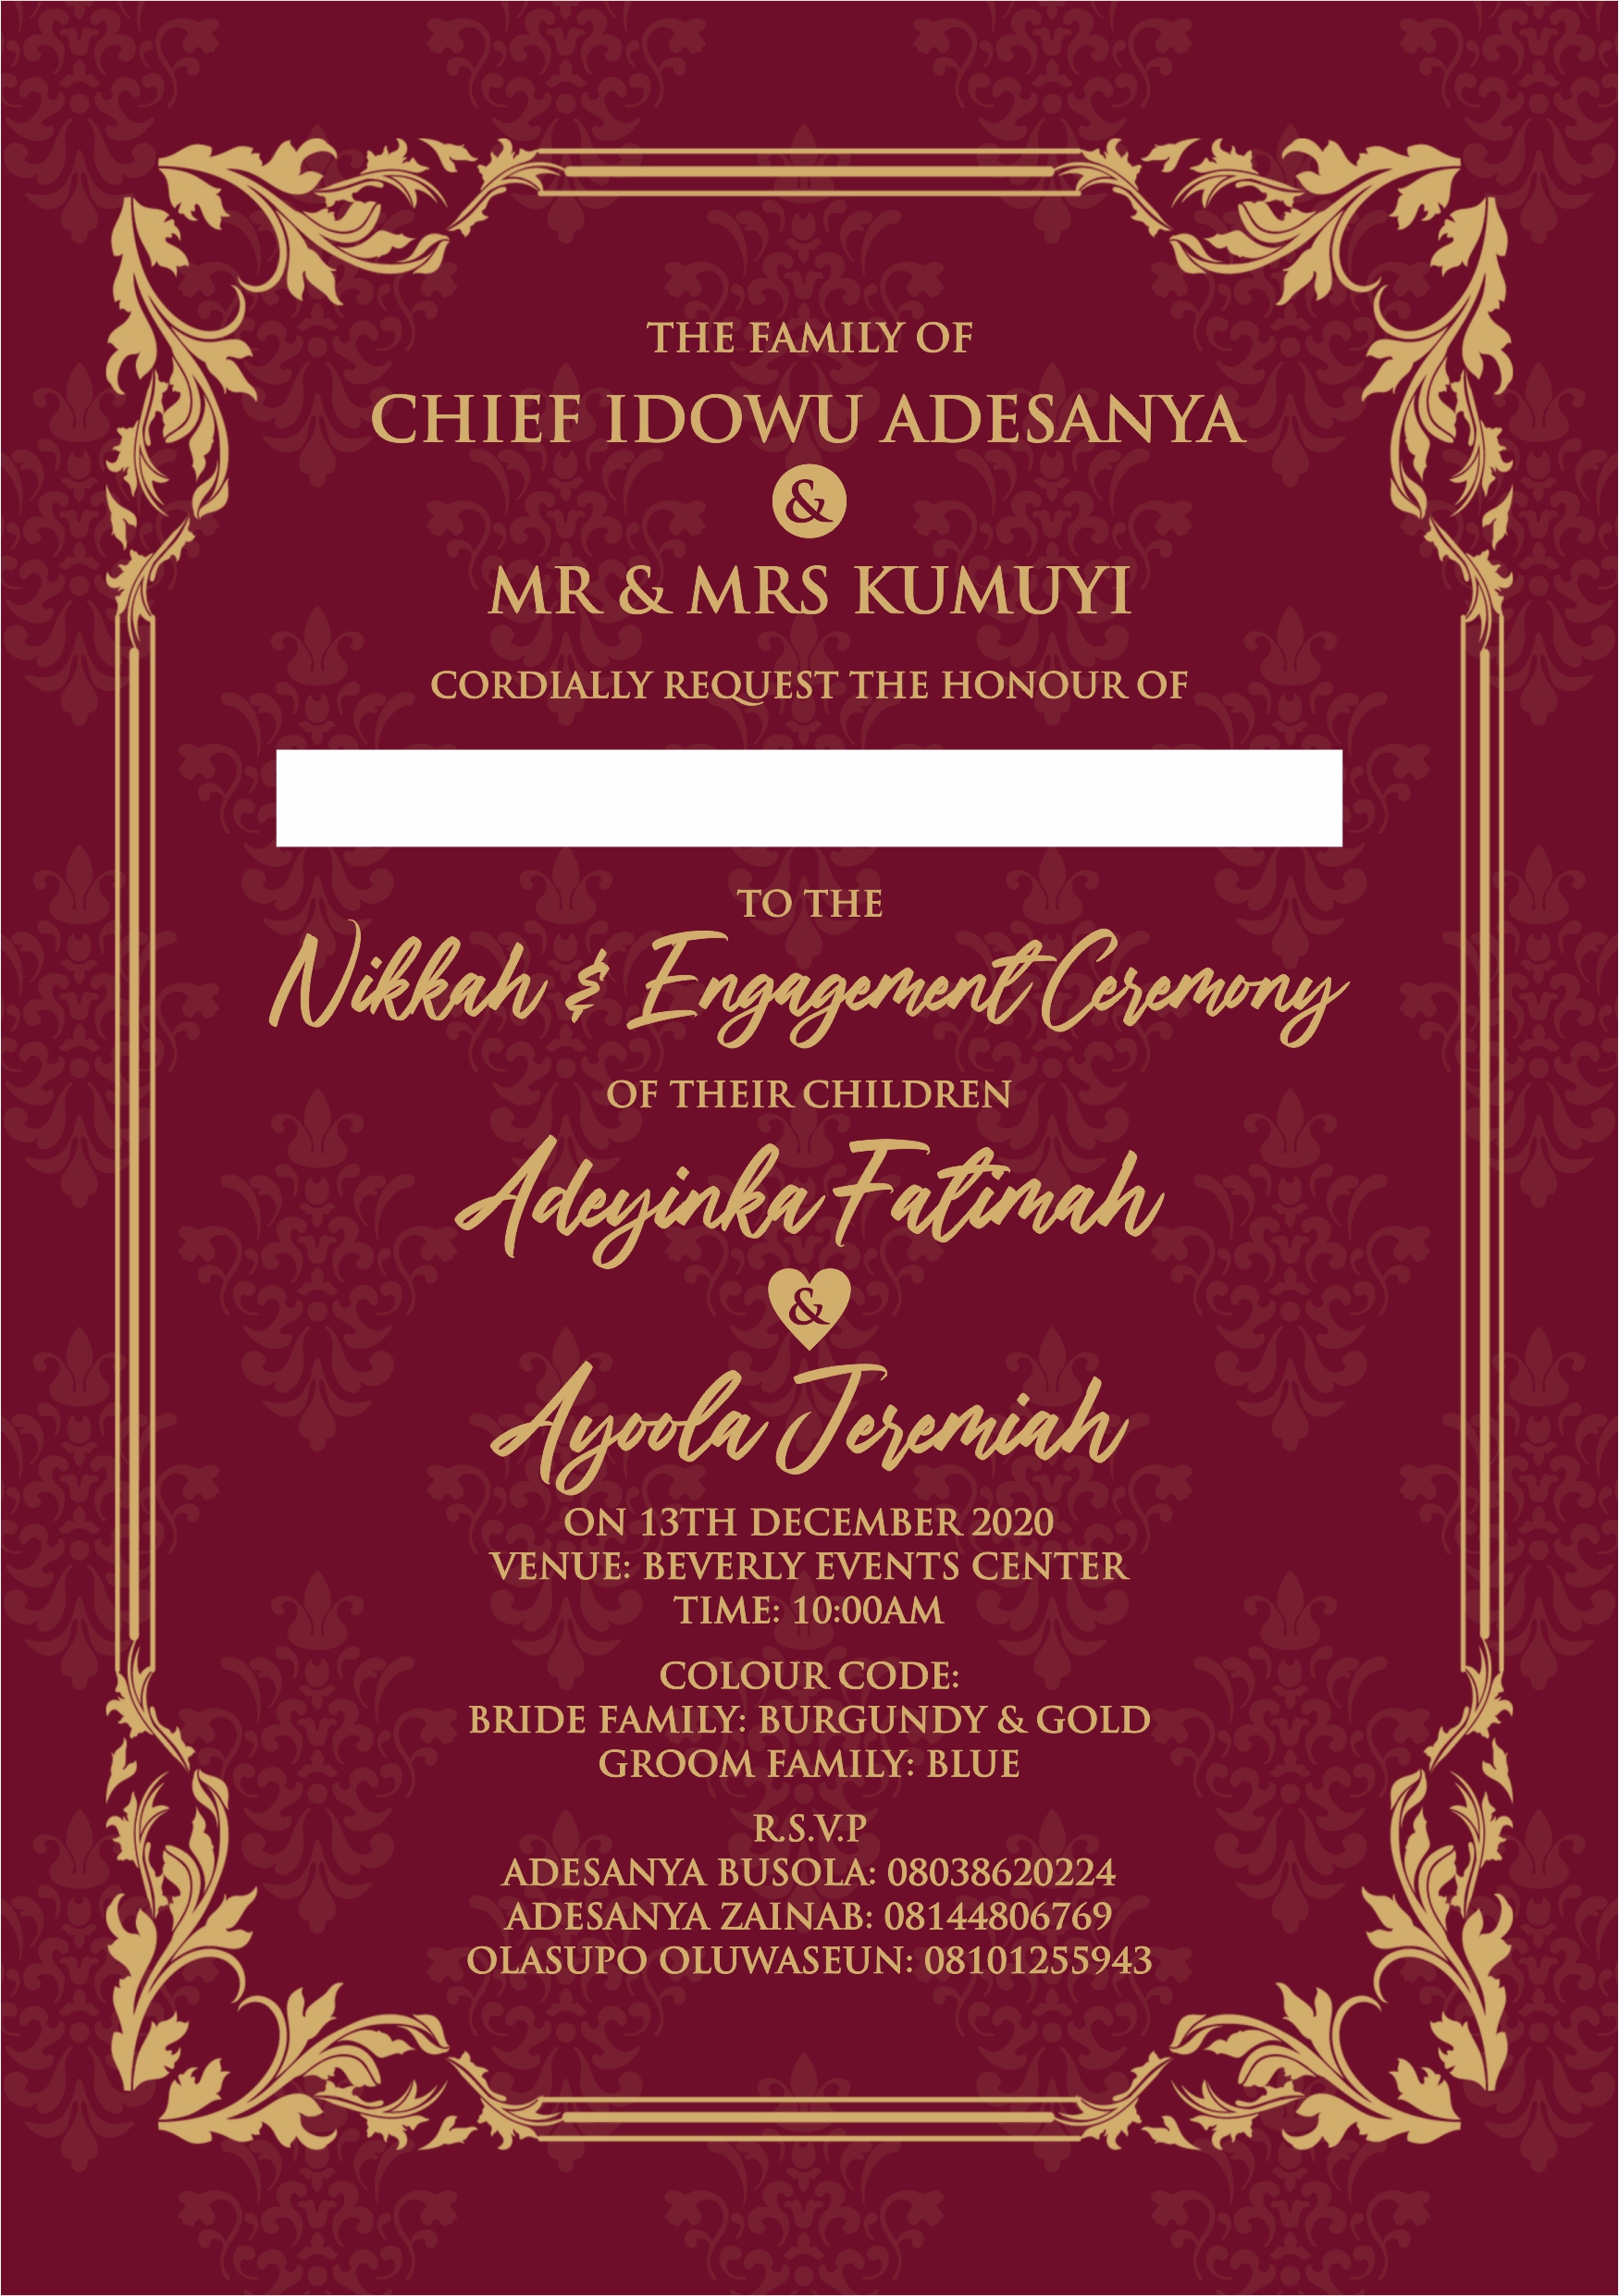 THE FAMILY OF
CHIEF IDOWU ADESANYA
&
MR & MRS KUMUYI
CORDIALLY REQUEST THE HONOUR OF
TO THE
Nikkah & Engagement Ceremony
OF THEIR CHILDREN
Adeyinka Fatimah
&
Ayoola Jeremiah
ON 13TH DECEMBER 2020
VENUE: BEVERLY EVENTS CENTER
TIME: 10:00AM
COLOUR CODE:
BRIDE FAMILY: BURGUNDY & GOLD
GROOM FAMILY: BLUE
R.S.V.P
ADESANYA BUSOLA: 08038620224
ADESANYA ZAINAB: 08144806769
OLASUPO OLUWASEUN: 08101255943